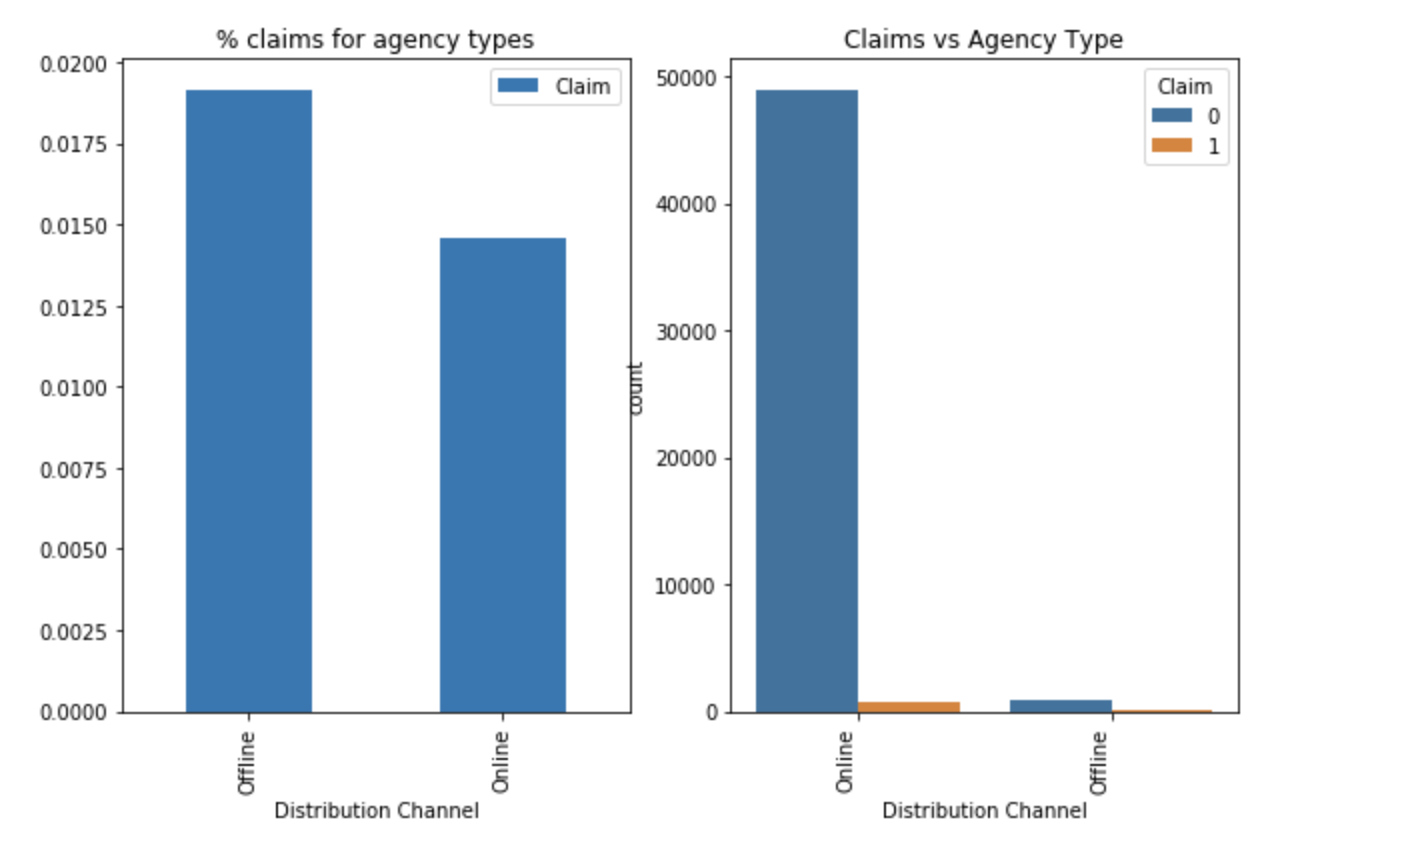 % claims for agency types
Claim
0.0200
0.0175
0.0150
0.0125
0.0100
0.0075
0.0050
0.0025
0.0000
Offline
Online
Distribution Channel
Claims vs Agency Type
Claim
0
1
count
50000
40000
30000
20000
10000
0
Online
Offline
Distribution Channel